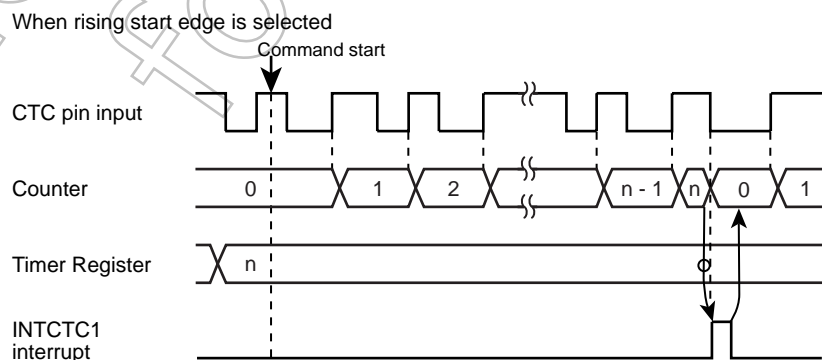 When rising start edge is selected
Command start
CTC pin input
Counter
0 1 2 n - 1 n 0 1
Timer Register
n
INTCTC1
interrupt